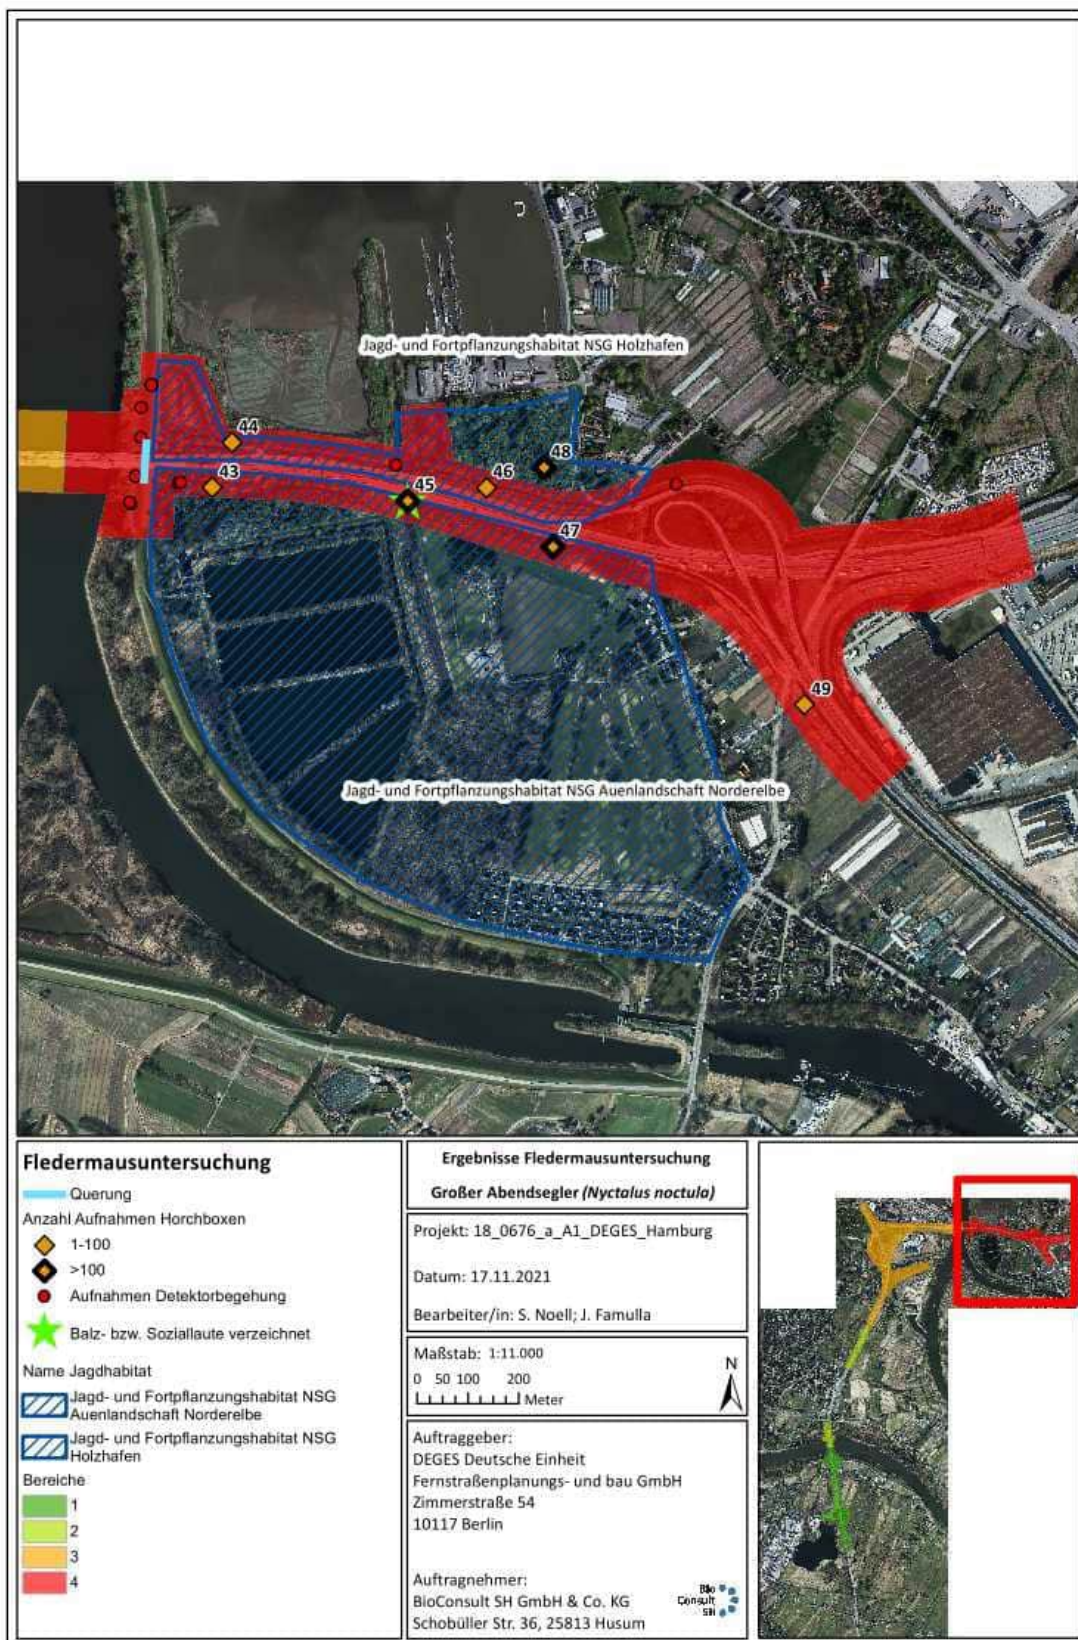 Jagd- und Fortpflanzungshabitat NSG Holzhafen
44
43
48
46
45
47
49
Jagd- und Fortpflanzungshabitat NSG Auenlandschaft Norderelbe
Fledermausuntersuchung
Querung
Anzahl Aufnahmen Horchboxen
1-100
>100
Aufnahmen Detektorbegehung
Balz- bzw. Soziallaute verzeichnet
Name Jagdhabitat
Jagd- und Fortpflanzungshabitat NSG
Auenlandschaft Norderelbe
Jagd- und Fortpflanzungshabitat NSG
Holzhafen
Bereiche
1
2
3
4
Ergebnisse Fledermausuntersuchung
Großer Abendsegler (Nyctalus noctula)
Projekt: 18_0676_a_A1_DEGES_Hamburg
Datum: 17.11.2021
Bearbeiter/in: S. Noell; J. Famulla
Maßstab: 1:11.000
0 50 100 200
Meter
N
Auftraggeber:
DEGES Deutsche Einheit
Fernstraßenplanungs- und bau GmbH
Zimmerstraße 54
10117 Berlin
Auftragnehmer:
BioConsult SH GmbH & Co. KG
Schobüller Str. 36, 25813 Husum
Bio
Consult
SH